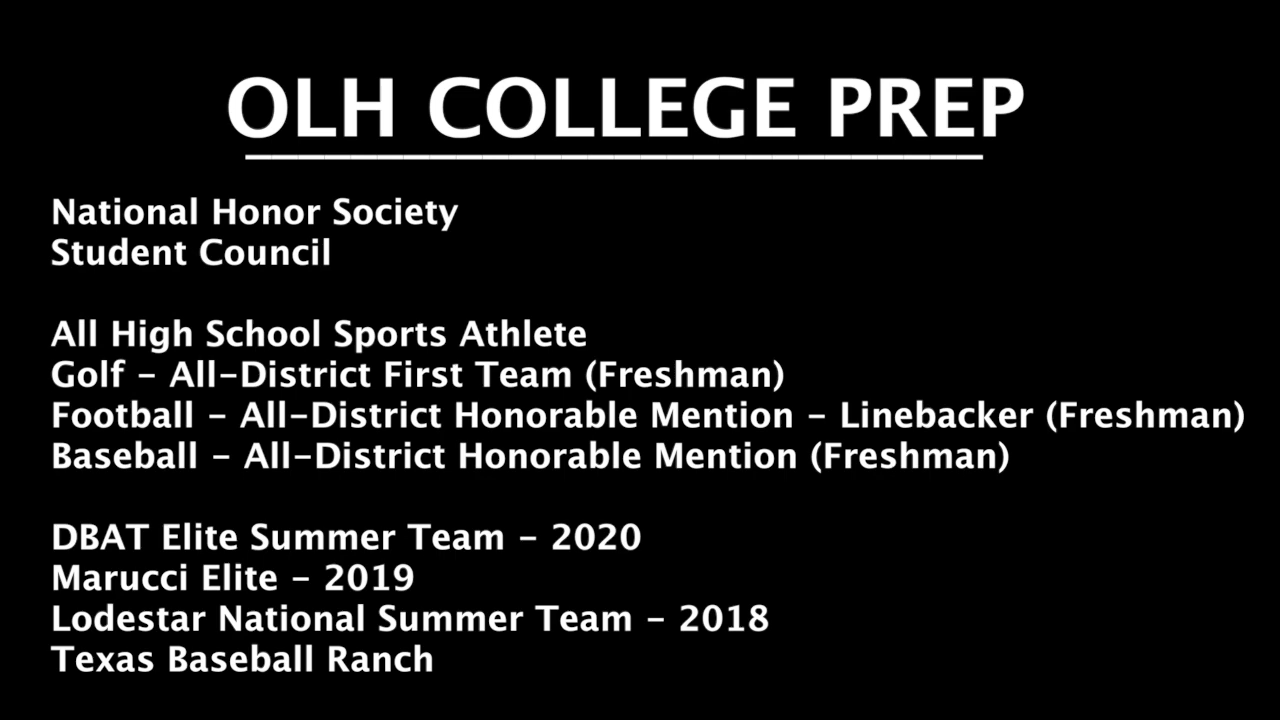 OLH COLLEGE PREP
National Honor Society
Student Council
All High School Sports Athlete
Golf - All-District First Team (Freshman)
Football - All-District Honorable Mention - Linebacker (Freshman)
Baseball - All-District Honorable Mention (Freshman)
DBAT Elite Summer Team - 2020
Marucci Elite - 2019
Lodestar National Summer Team - 2018
Texas Baseball Ranch